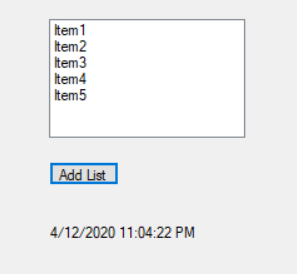 Item1
Item2
Item3
Item4
Item5
Add List
4/12/2020 11:04:22 PM